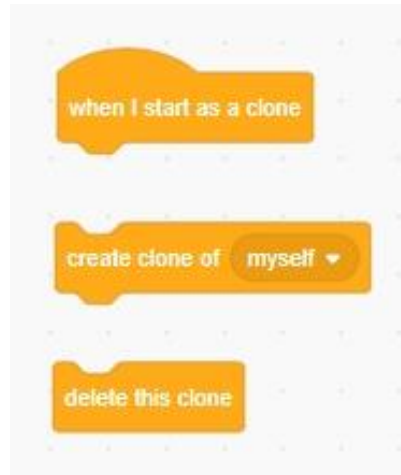 when I start as a clone
create clone of myself
delete this clone